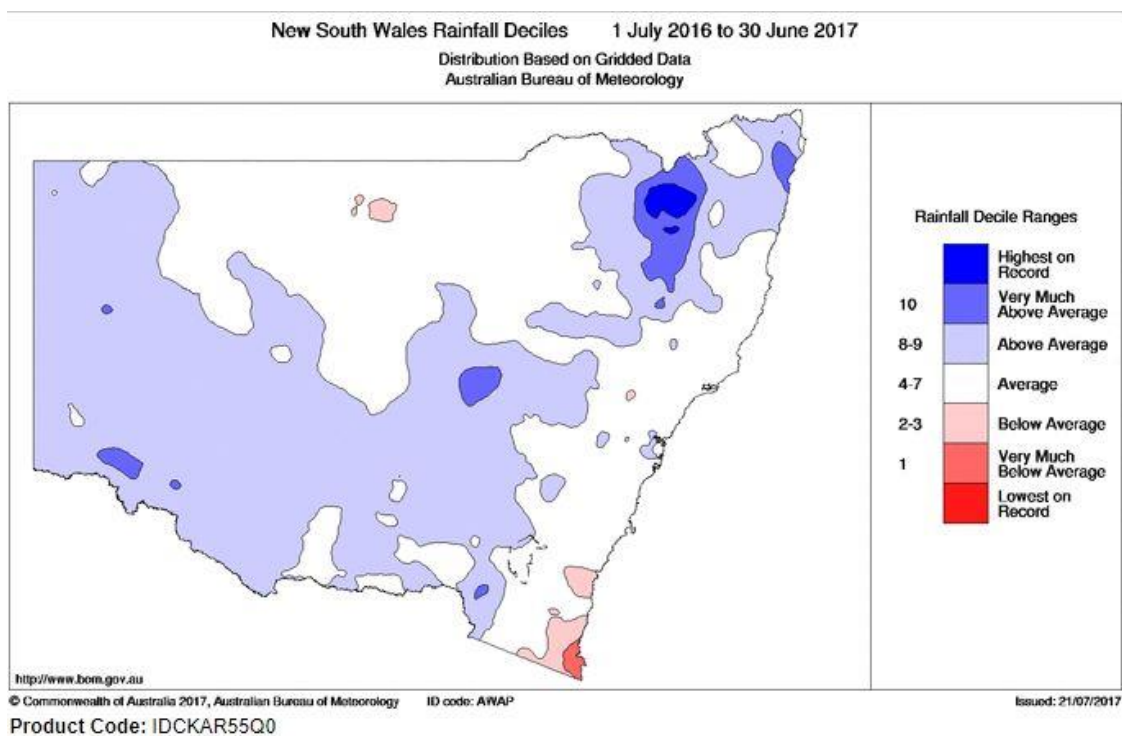 New South Wales Rainfall Deciles 1 July 2016 to 30 June 2017
Distribution Based on Gridded Data
Australian Bureau of Meteorology
Rainfall Decile Ranges
Highest on
Record
10 Very Much
Above Average
8-9 Above Average
4-7 Average
2-3 Below Average
1 Very Much
Below Average
Lowest on
Record
http://www.bom.gov.au
© Commonwealth of Australia 2017, Australian Bureau of Meteorology ID code: AWAP Issued: 21/07/2017
Product Code: IDCKAR55Q0